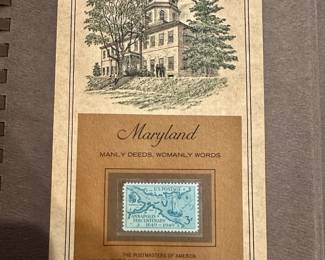 Maryland
MANLY DEEDS, WOMANLY WORDS
U.S. POSTAGE
ANNAPOLIS
TERCENTENARY
1649-1949
3¢
THE POSTMASTERS OF AMERICA